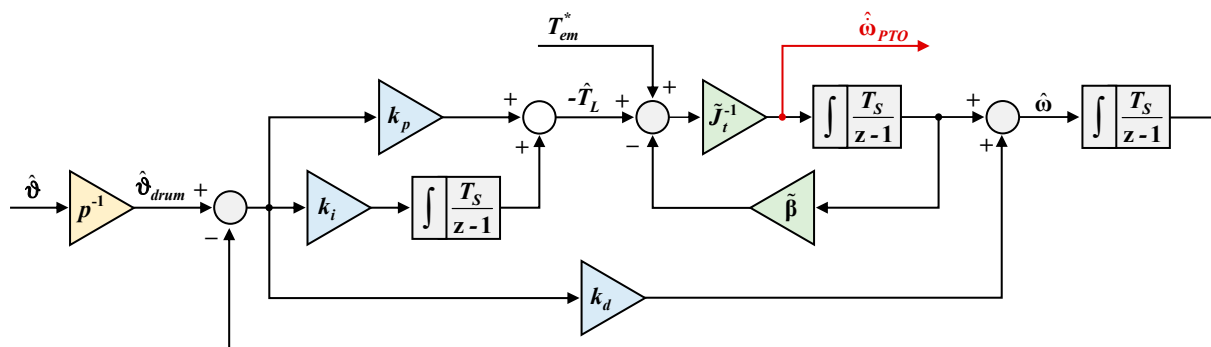 T*em
ω̂̇PTO
+
J̃t-1
∫ TS
z - 1
+
ω̂
∫ TS
z - 1
kp
+
-T̂L
+
+
−
+
+
ϑ̂
p-1
ϑ̂drum
+
−
ki
∫ TS
z - 1
β̃
kd